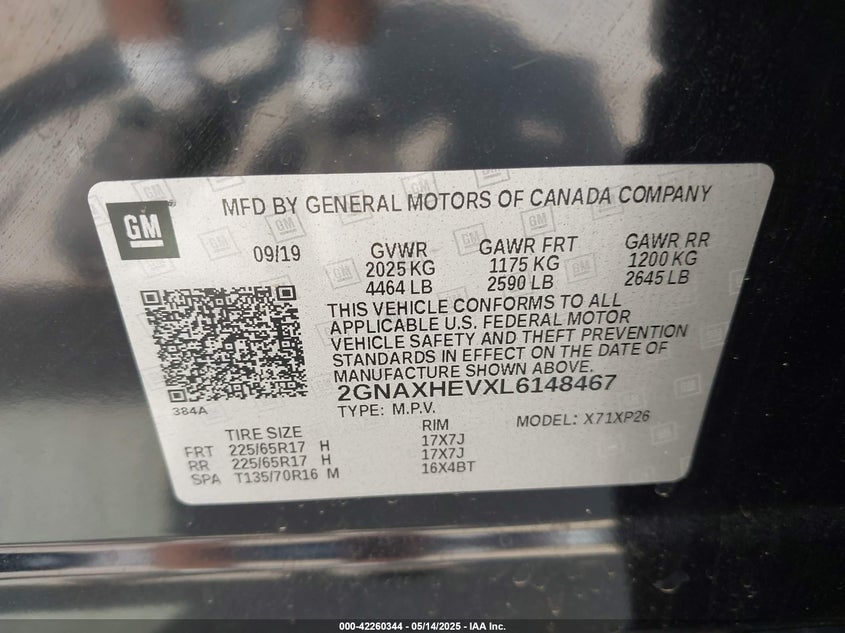 GM
MFD BY GENERAL MOTORS OF CANADA COMPANY
09/19 GVWR GAWR FRT GAWR RR
2025 KG 1175 KG 1200 KG
4464 LB 2590 LB 2645 LB
THIS VEHICLE CONFORMS TO ALL
APPLICABLE U.S. FEDERAL MOTOR
VEHICLE SAFETY AND THEFT PREVENTION
STANDARDS IN EFFECT ON THE DATE OF
MANUFACTURE SHOWN ABOVE.
2GNAXHEVXL6148467
384A
TYPE: M.P.V. MODEL: X71XP26
TIRE SIZE RIM
FRT 225/65R17 H 17X7J
RR 225/65R17 H 17X7J
SPA T135/70R16 M 16X4BT
000-42260344 - 05/14/2025 - IAA Inc.